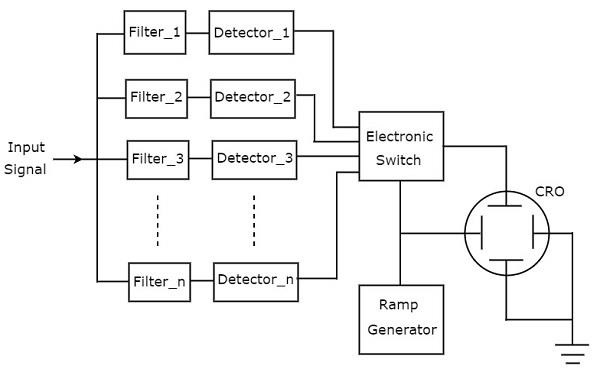 Filter_1
Detector_1
Filter_2
Detector_2
Input
Signal
Filter_3
Detector_3
Electronic
Switch
CRO
Filter_n
Detector_n
Ramp
Generator